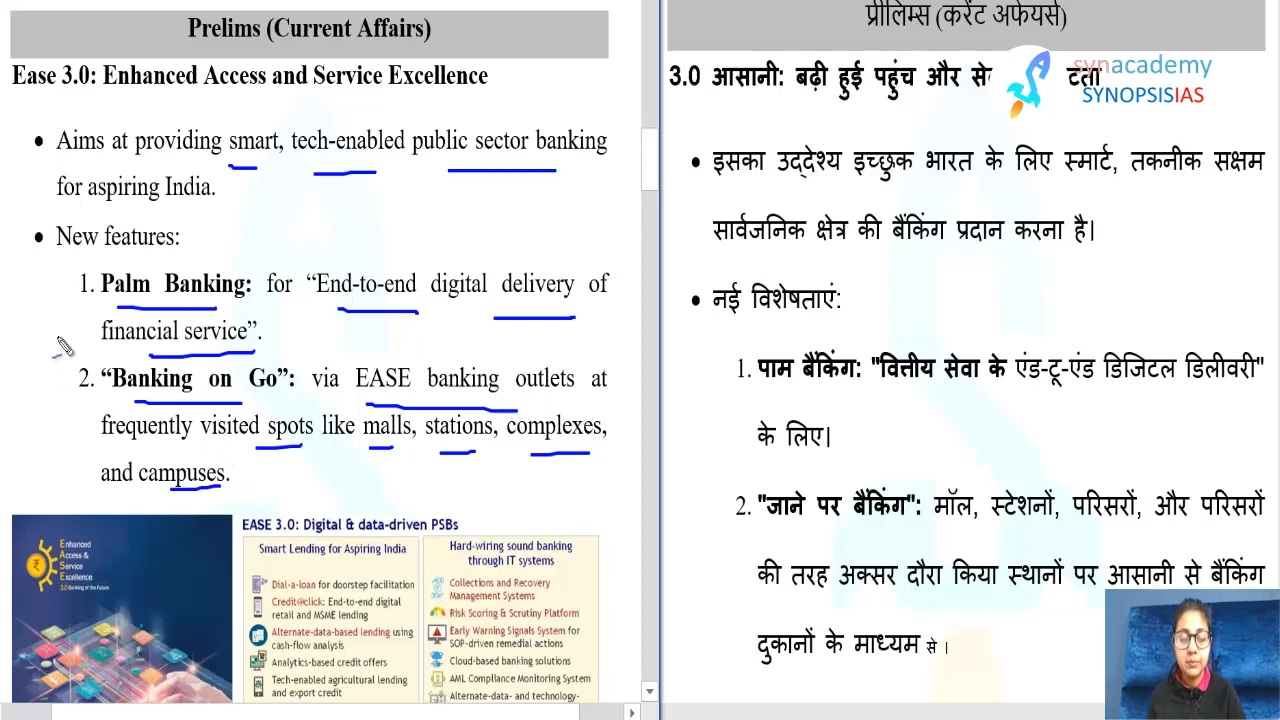 Prelims (Current Affairs)
Ease 3.0: Enhanced Access and Service Excellence
• Aims at providing smart, tech-enabled public sector banking
for aspiring India.
• New features:
1. Palm Banking: for “End-to-end digital delivery of
financial service”.
2. “Banking on Go”: via EASE banking outlets at
frequently visited spots like malls, stations, complexes,
and campuses.
Enhanced
Access &
Service
Excellence
3.0 Banking of the Future
EASE 3.0: Digital & data-driven PSBs
Smart Lending for Aspiring India
Dial-a-loan for doorstep facilitation
Credit@click: End-to-end digital
retail and MSME lending
Alternate-data-based lending using
cash-flow analysis
Analytics-based credit offers
Tech-enabled agricultural lending
and export credit
Hard-wiring sound banking
through IT systems
Collections and Recovery
Management Systems
Risk Scoring & Scrutiny Platform
Early Warning Signals System for
SOP-driven remedial actions
Cloud-based banking solutions
AML Compliance Monitoring System
Alternate-data- and technology-
प्रीलिम्स (करेंट अफेयर्स)
3.0 आसानी: बढ़ी हुई पहुंच और
synacademy
SYNOPSISIAS
• इसका उद्देश्य इच्छुक भारत के लिए स्मार्ट, तकनीक सक्षम
सार्वजनिक क्षेत्र की बैंकिंग प्रदान करना है।
• नई विशेषताएं:
1. पाम बैंकिंग: "वित्तीय सेवा के एंड-टू-एंड डिजिटल डिलीवरी"
के लिए।
2. "जाने पर बैंकिंग": मॉल, स्टेशनों, परिसरों, और परिसरों
की तरह अक्सर दौरा किया स्थानों पर आसानी से बैंकिंग
दुकानों के माध्यम से ।